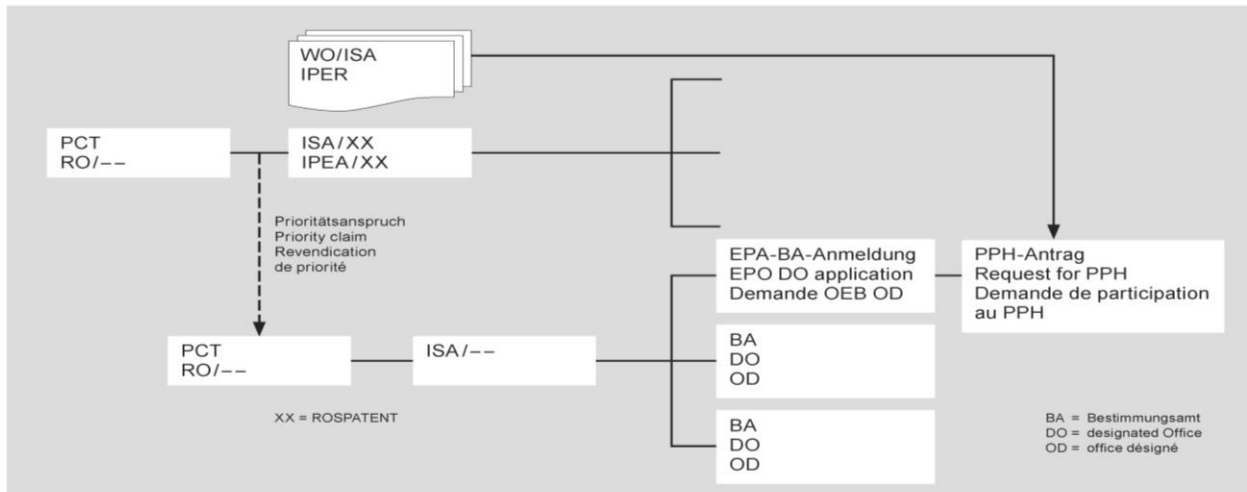 WO/ISA
IPER
PCT
RO/--
ISA/XX
IPEA/XX
Prioritätsanspruch
Priority claim
Revendication
de priorité
EPA-BA-Anmeldung
EPO DO application
Demande OEB OD
PPH-Antrag
Request for PPH
Demande de participation
au PPH
PCT
RO/--
ISA/--
BA
DO
OD
XX = ROSPATENT
BA
DO
OD
BA = Bestimmungsamt
DO = designated Office
OD = office désigné